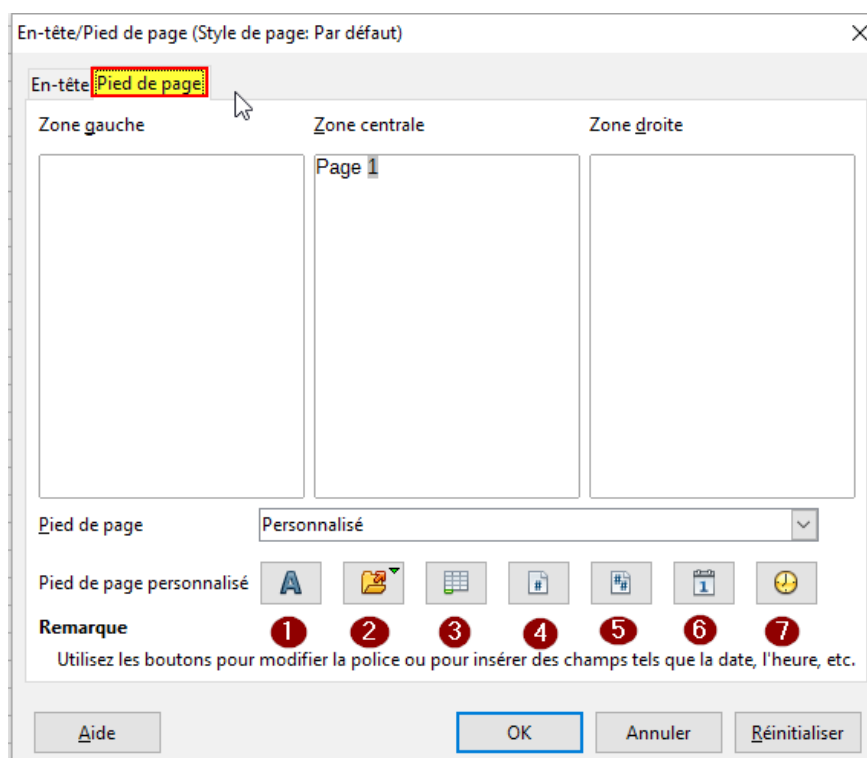 En-tête/Pied de page (Style de page: Par défaut)
En-tête Pied de page
Zone gauche Zone centrale Zone droite
Page 1
Pied de page Personnalisé
Pied de page personnalisé A # ## 1
Remarque 1 2 3 4 5 6 7
Utilisez les boutons pour modifier la police ou pour insérer des champs tels que la date, l'heure, etc.
Aide OK Annuler Réinitialiser